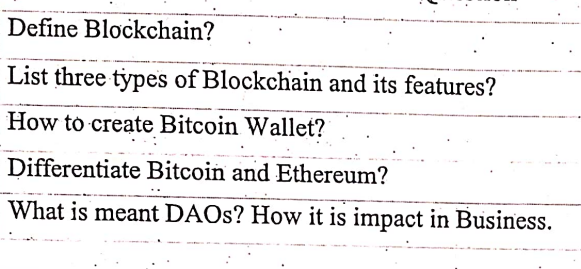 Define Blockchain?
List three types of Blockchain and its features?
How to create Bitcoin Wallet?
Differentiate Bitcoin and Ethereum?
What is meant DAOs? How it is impact in Business.